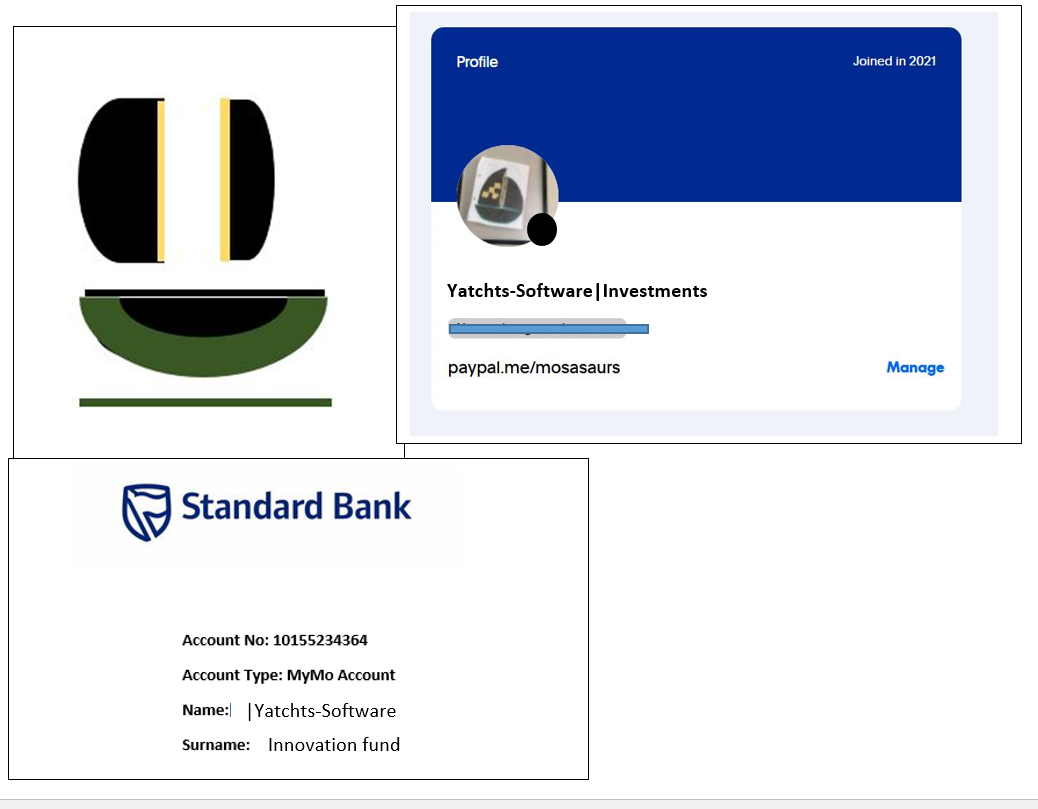 Profile
Joined in 2021
Yatchts-Software|Investments
paypal.me/mosasaurs
Manage
Standard Bank
Account No: 10155234364
Account Type: MyMo Account
Name: |Yatchts-Software
Surname: Innovation fund